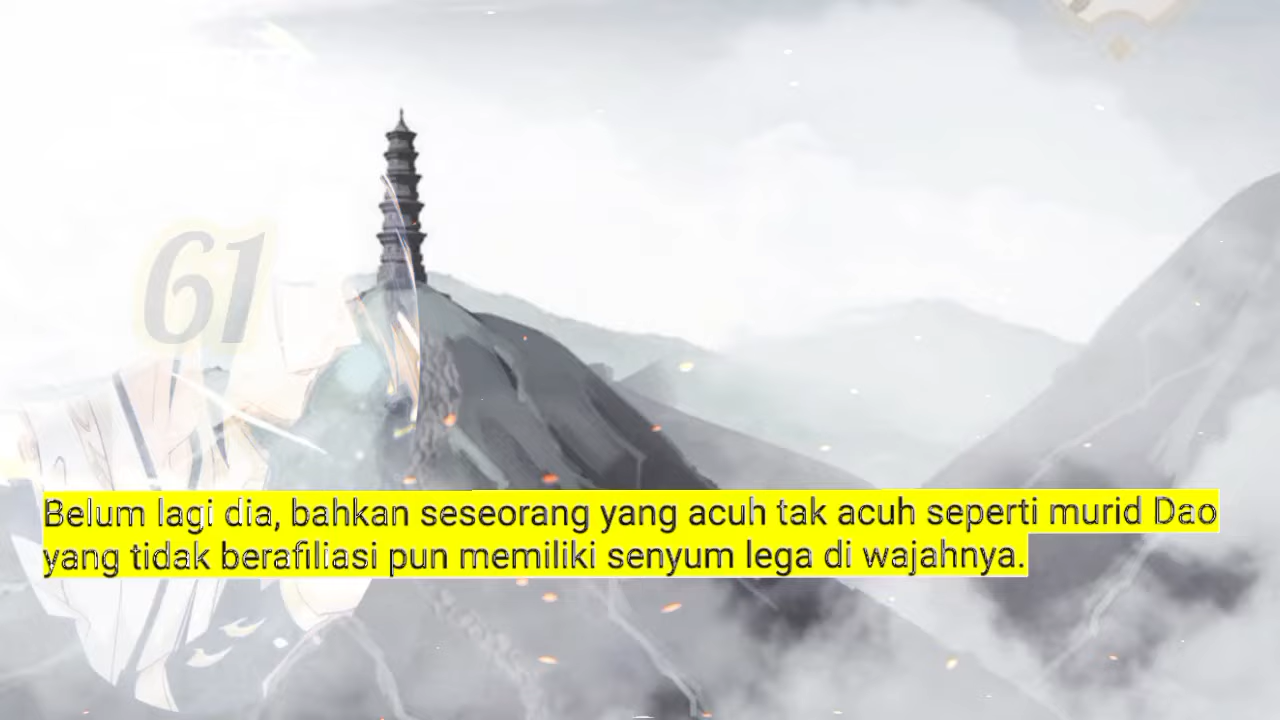 61
Belum lagi dia, bahkan seseorang yang acuh tak acuh seperti murid Dao
yang tidak berafiliasi pun memiliki senyum lega di wajahnya.